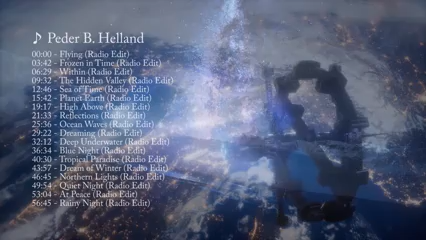 ♪ Peder B. Helland
00:00 - Flying (Radio Edit)
03:42 - Frozen in Time (Radio Edit)
06:29 - Within (Radio Edit)
09:32 - The Hidden Valley (Radio Edit)
12:46 - Sea of Time (Radio Edit)
15:42 - Planet Earth (Radio Edit)
19:17 - High Above (Radio Edit)
21:33 - Reflections (Radio Edit)
25:36 - Ocean Waves (Radio Edit)
29:22 - Dreaming (Radio Edit)
32:12 - Deep Underwater (Radio Edit)
36:34 - Blue Night (Radio Edit)
40:30 - Tropical Paradise (Radio Edit)
43:57 - Dream of Winter (Radio Edit)
46:45 - Northern Lights (Radio Edit)
49:54 - Quiet Night (Radio Edit)
53:04 - At Peace (Radio Edit)
56:45 - Rainy Night (Radio Edit)